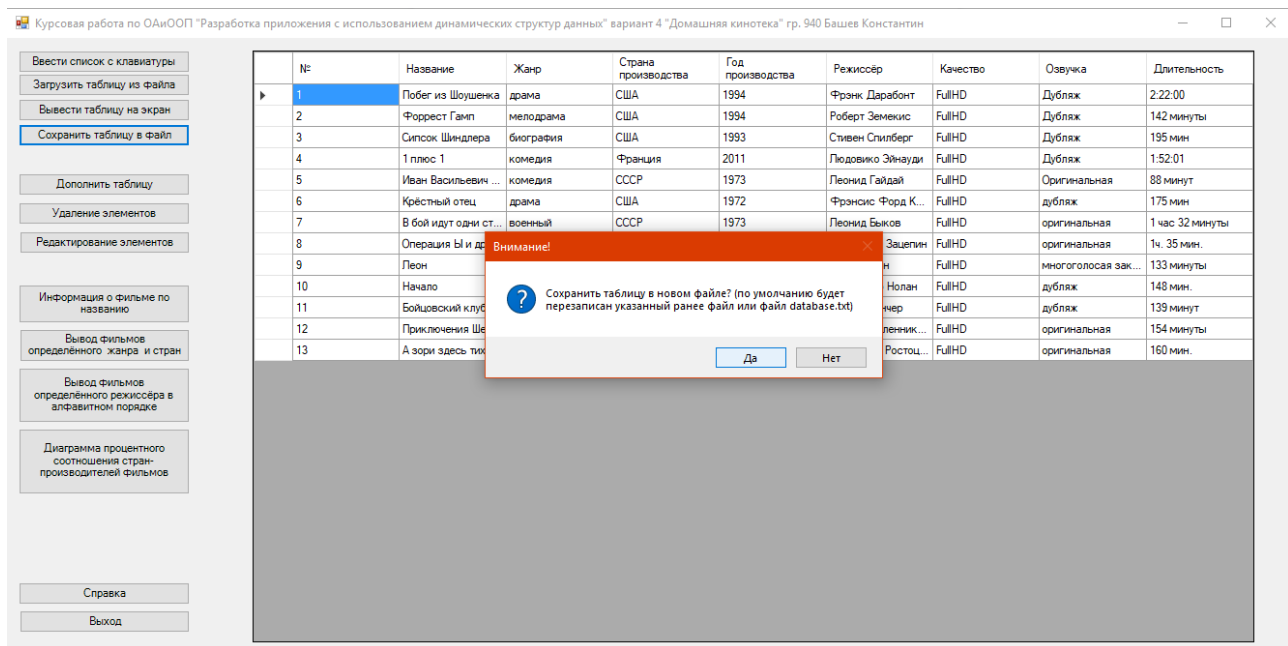 Курсовая работа по ОАиООП "Разработка приложения с использованием динамических структур данных" вариант 4 "Домашняя кинотека" гр. 940 Башев Константин
Ввести список с клавиатуры
Загрузить таблицу из файла
Вывести таблицу на экран
Сохранить таблицу в файл
Дополнить таблицу
Удаление элементов
Редактирование элементов
Информация о фильме по
названию
Вывод фильмов
определённого жанра и стран
Вывод фильмов
определённого режиссёра в
алфавитном порядке
Диаграмма процентного
соотношения стран-
производителей фильмов
Справка
Выход
№ Название Жанр Страна производства Год производства Режиссёр Качество Озвучка Длительность
1 Побег из Шоушенка драма США 1994 Фрэнк Дарабонт FullHD Дубляж 2:22:00
2 Форрест Гамп мелодрама США 1994 Роберт Земекис FullHD Дубляж 142 минуты
3 Сипсок Шиндлера биография США 1993 Стивен Спилберг FullHD Дубляж 195 мин
4 1 плюс 1 комедия Франция 2011 Людовико Эйнауди FullHD Дубляж 1:52:01
5 Иван Васильевич ... комедия СССР 1973 Леонид Гайдай FullHD Оригинальная 88 минут
6 Крёстный отец драма США 1972 Фрэнсис Форд К... FullHD дубляж 175 мин
7 В бой идут одни ст... военный СССР 1973 Леонид Быков FullHD оригинальная 1 час 32 минуты
8 Операция Ы и др Зацепин FullHD оригинальная 1ч. 35 мин.
9 Леон FullHD многоголосая зак... 133 минуты
10 Начало Нолан FullHD дубляж 148 мин.
11 Бойцовский клуб FullHD дубляж 139 минут
12 Приключения Ше FullHD оригинальная 154 минуты
13 А зори здесь тих Ростоц... FullHD оригинальная 160 мин.
Внимание!
Сохранить таблицу в новом файле? (по умолчанию будет
перезаписан указанный ранее файл или файл database.txt)
Да Нет